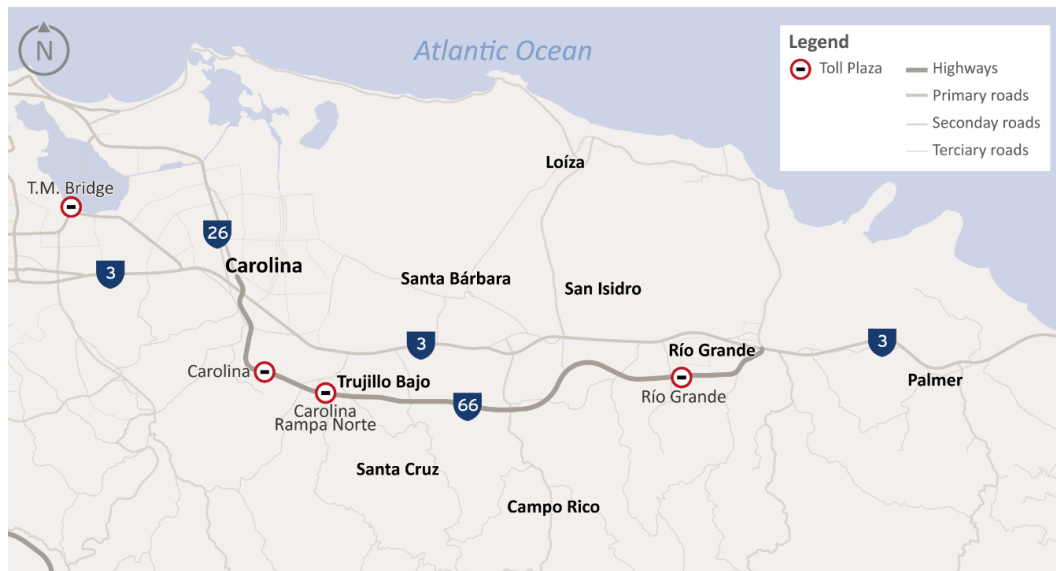 N
Atlantic Ocean
Legend
Toll Plaza
Highways
Primary roads
Seconday roads
Terciary roads
T.M. Bridge
Loíza
26
3
Carolina
Santa Bárbara
San Isidro
3
3
Río Grande
Palmer
Carolina
Trujillo Bajo
Carolina
Rampa Norte
66
Río Grande
Santa Cruz
Campo Rico